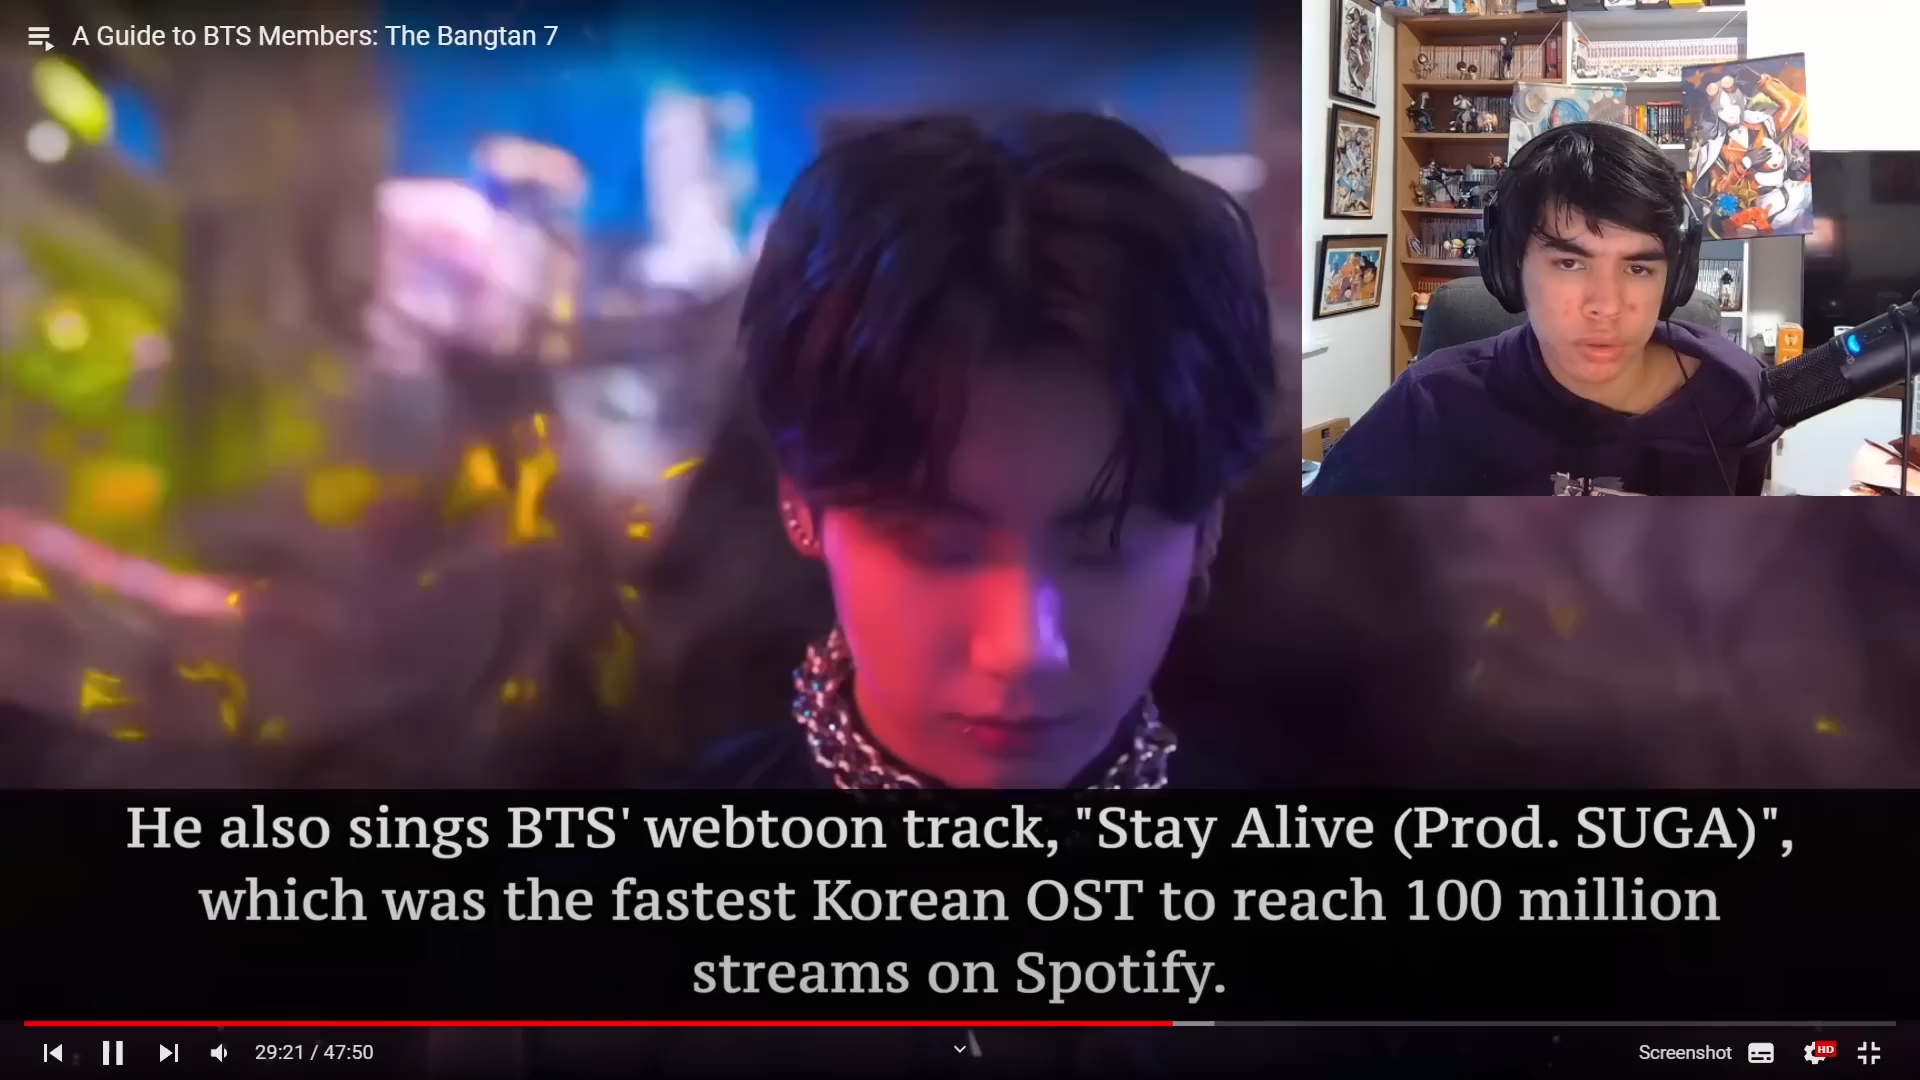 A Guide to BTS Members: The Bangtan 7
He also sings BTS' webtoon track, "Stay Alive (Prod. SUGA)",
which was the fastest Korean OST to reach 100 million
streams on Spotify.
29:21 / 47:50
Screenshot
HD